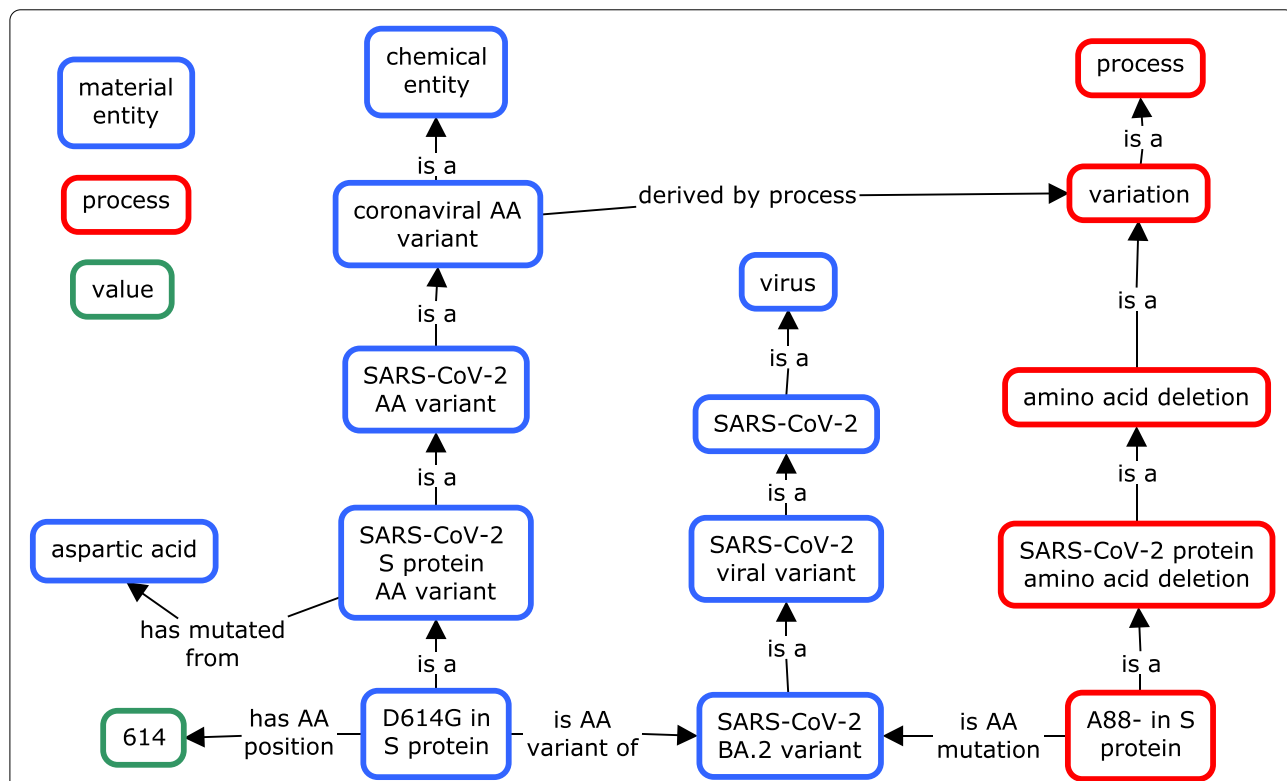 material
entity
process
value
chemical
entity
is a
coronaviral AA
variant
is a
SARS-CoV-2
AA variant
is a
SARS-CoV-2
S protein
AA variant
aspartic acid
has mutated
from
is a
614
has AA
position
D614G in
S protein
is AA
variant of
derived by process
virus
is a
SARS-CoV-2
is a
SARS-CoV-2
viral variant
is a
SARS-CoV-2
BA.2 variant
is AA
mutation
process
is a
variation
is a
amino acid deletion
is a
SARS-CoV-2 protein
amino acid deletion
is a
A88- in S
protein